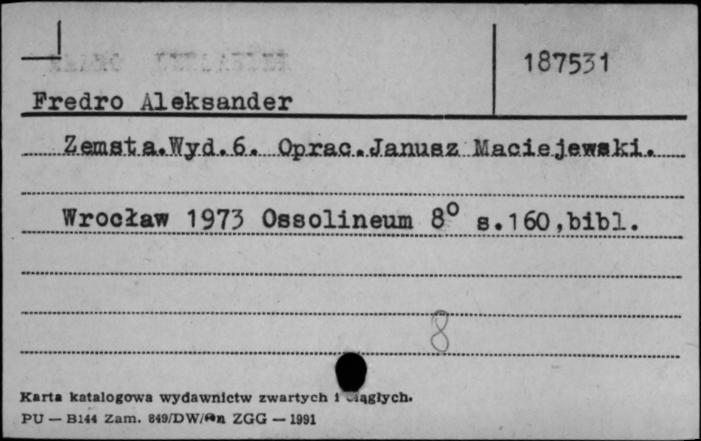 187531
Fredro Aleksander
Zemsta.Wyd.6. Oprac.Janusz Maciejewski.
Wrocław 1973 Ossolineum 8° s.160,bibl.
8
Karta katalogowa wydawnictw zwartych i ciągłych.
PU — B144 Zam. 849/DW/ ZGG — 1991